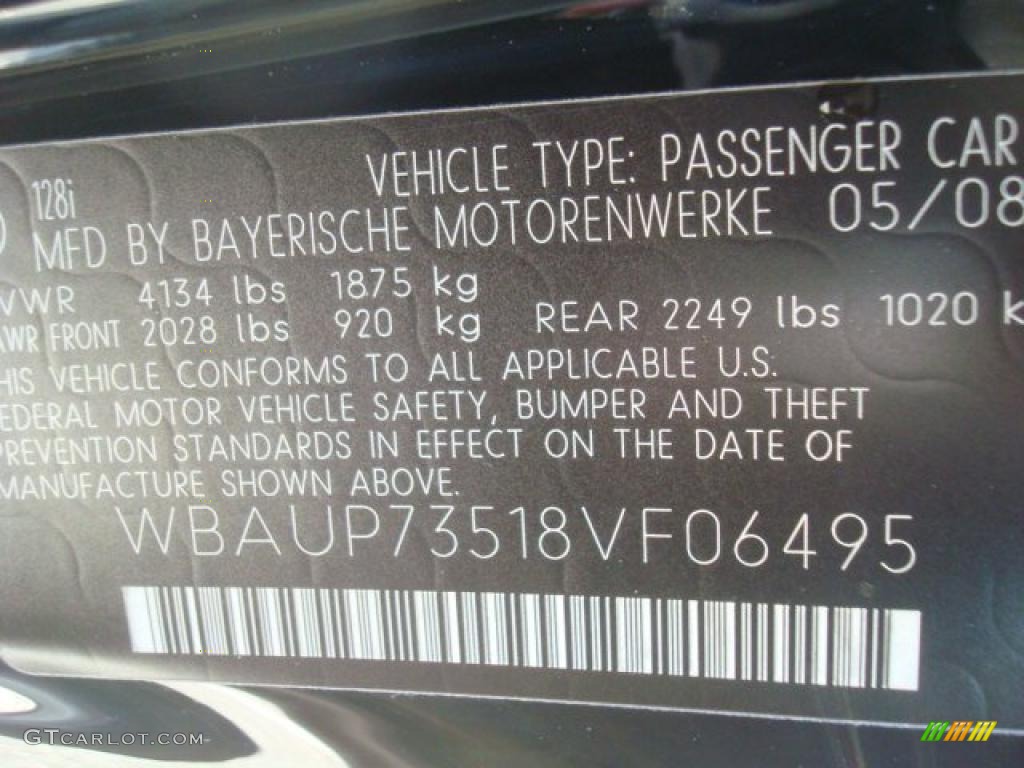 VEHICLE TYPE: PASSENGER CAR
128i
MFD BY BAYERISCHE MOTORENWERKE 05/08
VWR 4134 lbs 1875 kg
AWR FRONT 2028 lbs 920 kg REAR 2249 lbs 1020 k
HIS VEHICLE CONFORMS TO ALL APPLICABLE U.S.
EDERAL MOTOR VEHICLE SAFETY, BUMPER AND THEFT
PREVENTION STANDARDS IN EFFECT ON THE DATE OF
MANUFACTURE SHOWN ABOVE.
WBAUP73518VF06495
GTCARLOT.COM